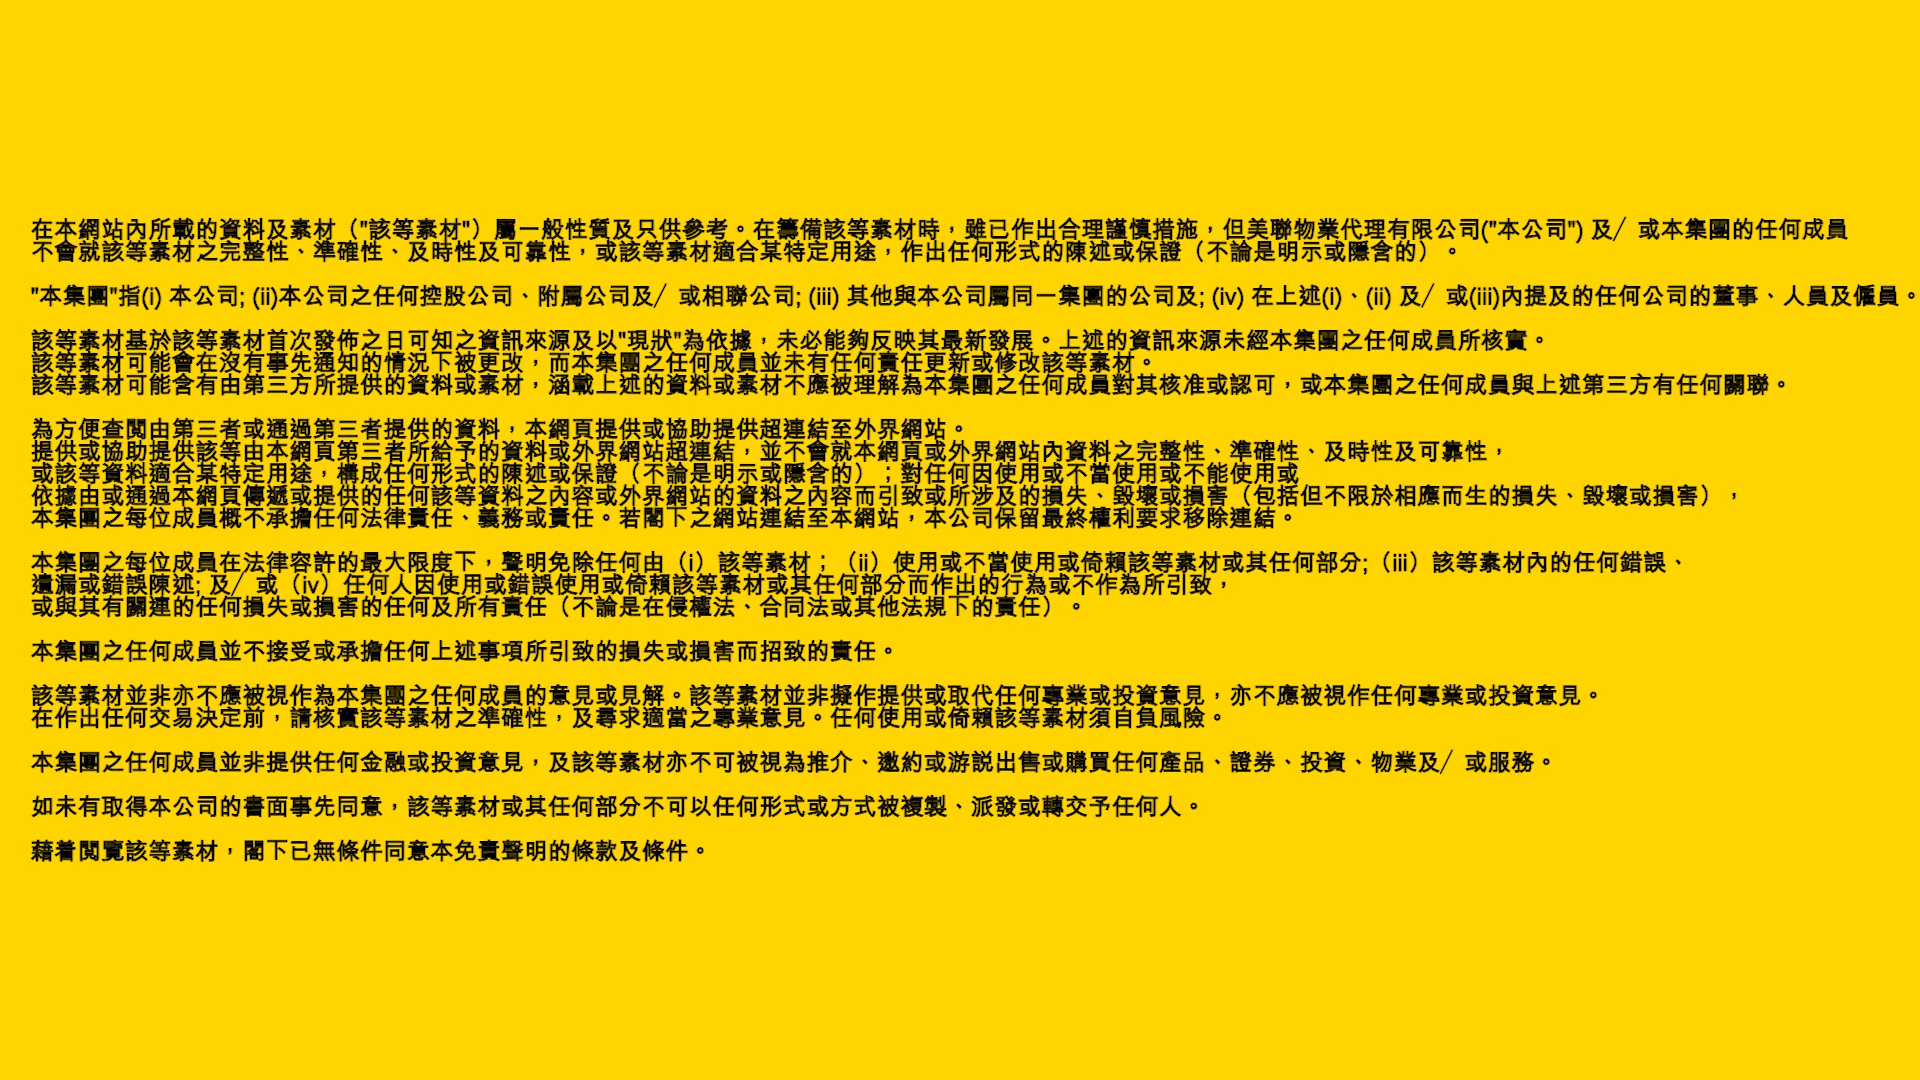 在本網站內所載的資料及素材（"該等素材"）屬一般性質及只供參考。在籌備該等素材時，雖已作出合理謹慎措施，但美聯物業代理有限公司("本公司") 及╱或本集團的任何成員
不會就該等素材之完整性、準確性、及時性及可靠性，或該等素材適合某特定用途，作出任何形式的陳述或保證（不論是明示或隱含的）。
"本集團"指(i) 本公司; (ii)本公司之任何控股公司、附屬公司及╱或相聯公司; (iii) 其他與本公司屬同一集團的公司及; (iv) 在上述(i)、(ii) 及╱或(iii)內提及的任何公司的董事、人員及僱員。
該等素材基於該等素材首次發佈之日可知之資訊來源及以"現狀"為依據，未必能夠反映其最新發展。上述的資訊來源未經本集團之任何成員所核實。
該等素材可能會在沒有事先通知的情況下被更改，而本集團之任何成員並未有任何責任更新或修改該等素材。
該等素材可能含有由第三方所提供的資料或素材，涵載上述的資料或素材不應被理解為本集團之任何成員對其核准或認可，或本集團之任何成員與上述第三方有任何關聯。
為方便查閱由第三者或通過第三者提供的資料，本網頁提供或協助提供超連結至外界網站。
提供或協助提供該等由本網頁第三者所給予的資料或外界網站超連結，並不會就本網頁或外界網站內資料之完整性、準確性、及時性及可靠性，
或該等資料適合某特定用途，構成任何形式的陳述或保證（不論是明示或隱含的）；對任何因使用或不當使用或不能使用或
依據由或通過本網頁傳遞或提供的任何該等資料之內容或外界網站的資料之內容而引致或所涉及的損失、毀壞或損害（包括但不限於相應而生的損失、毀壞或損害），
本集團之每位成員概不承擔任何法律責任、義務或責任。若閣下之網站連結至本網站，本公司保留最終權利要求移除連結。
本集團之每位成員在法律容許的最大限度下，聲明免除任何由（i）該等素材；（ii）使用或不當使用或倚賴該等素材或其任何部分;（iii）該等素材內的任何錯誤、
遺漏或錯誤陳述; 及╱或（iv）任何人因使用或錯誤使用或倚賴該等素材或其任何部分而作出的行為或不作為所引致，
或與其有關連的任何損失或損害的任何及所有責任（不論是在侵權法、合同法或其他法規下的責任）。
本集團之任何成員並不接受或承擔任何上述事項所引致的損失或損害而招致的責任。
該等素材並非亦不應被視作為本集團之任何成員的意見或見解。該等素材並非擬作提供或取代任何專業或投資意見，亦不應被視作任何專業或投資意見。
在作出任何交易決定前，請核實該等素材之準確性，及尋求適當之專業意見。任何使用或倚賴該等素材須自負風險。
本集團之任何成員並非提供任何金融或投資意見，及該等素材亦不可被視為推介、邀約或游説出售或購買任何產品、證券、投資、物業及╱或服務。
如未有取得本公司的書面事先同意，該等素材或其任何部分不可以任何形式或方式被複製、派發或轉交予任何人。
藉着閱覽該等素材，閣下已無條件同意本免責聲明的條款及條件。